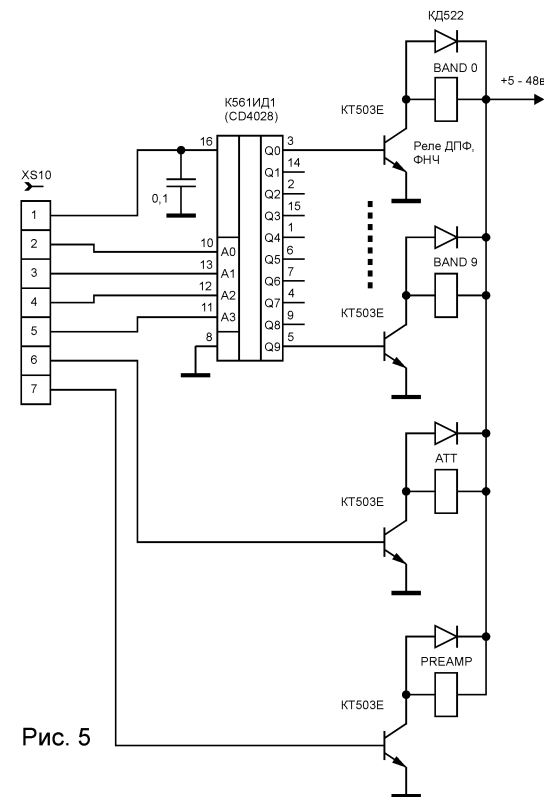 КД522
BAND 0
+5 - 48в
КТ503Е
К561ИД1
(CD4028)
Реле ДПФ,
ФНЧ
XS10
0,1
1
2
3
4
5
6
7
16
10
13
12
11
8
A0
A1
A2
A3
Q0
Q1
Q2
Q3
Q4
Q5
Q6
Q7
Q8
Q9
3
14
2
15
1
6
7
4
9
5
BAND 9
КТ503Е
ATT
КТ503Е
PREAMP
КТ503Е
Рис. 5